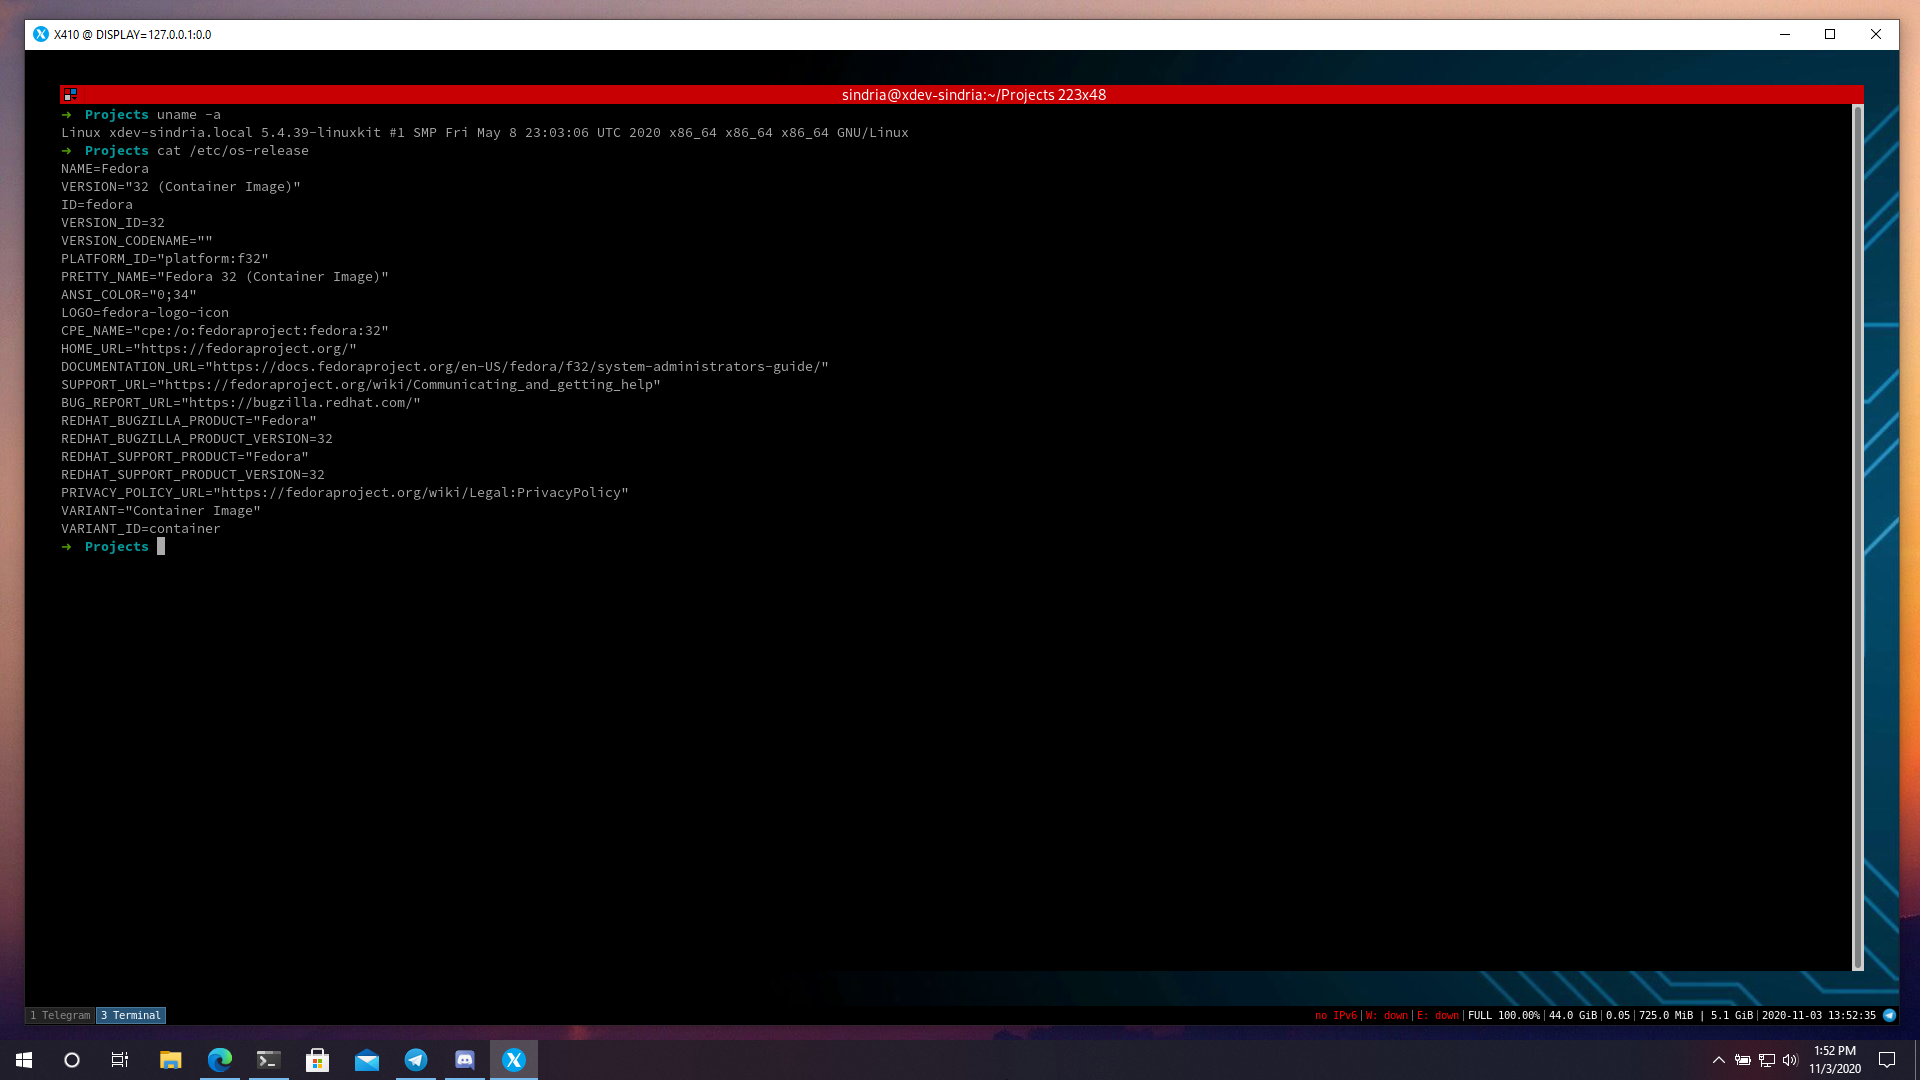 X410 @ DISPLAY=127.0.0.1:0.0
sindria@xdev-sindria:~/Projects 223x48
➜  Projects uname -a
Linux xdev-sindria.local 5.4.39-linuxkit #1 SMP Fri May 8 23:03:06 UTC 2020 x86_64 x86_64 x86_64 GNU/Linux
➜  Projects cat /etc/os-release
NAME=Fedora
VERSION="32 (Container Image)"
ID=fedora
VERSION_ID=32
VERSION_CODENAME=""
PLATFORM_ID="platform:f32"
PRETTY_NAME="Fedora 32 (Container Image)"
ANSI_COLOR="0;34"
LOGO=fedora-logo-icon
CPE_NAME="cpe:/o:fedoraproject:fedora:32"
HOME_URL="https://fedoraproject.org/"
DOCUMENTATION_URL="https://docs.fedoraproject.org/en-US/fedora/f32/system-administrators-guide/"
SUPPORT_URL="https://fedoraproject.org/wiki/Communicating_and_getting_help"
BUG_REPORT_URL="https://bugzilla.redhat.com/"
REDHAT_BUGZILLA_PRODUCT="Fedora"
REDHAT_BUGZILLA_PRODUCT_VERSION=32
REDHAT_SUPPORT_PRODUCT="Fedora"
REDHAT_SUPPORT_PRODUCT_VERSION=32
PRIVACY_POLICY_URL="https://fedoraproject.org/wiki/Legal:PrivacyPolicy"
VARIANT="Container Image"
VARIANT_ID=container
➜  Projects
1 Telegram 3 Terminal
no IPv6|W: down|E: down|FULL 100.00%|44.0 GiB|0.05|725.0 MiB | 5.1 GiB|2020-11-03 13:52:35
1:52 PM
11/3/2020